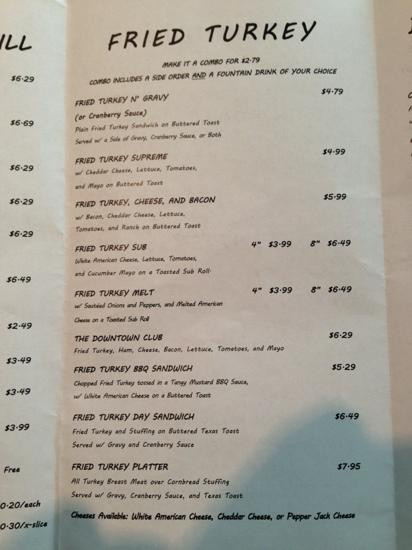 ILL
$6.29
$6.69
$6.29
$6.29
$6.49
$2.49
$3.49
$3.49
$3.99
Free
0.20/each
0.30/x-slice
FRIED TURKEY
MAKE IT A COMBO FOR $2.79
COMBO INCLUDES A SIDE ORDER AND A FOUNTAIN DRINK OF YOUR CHOICE
FRIED TURKEY N' GRAVY $4.79
(or Cranberry Sauce)
Plain Fried Turkey Sandwich on Buttered Toast
Served w/ a Side of Gravy, Cranberry Sauce, or Both
FRIED TURKEY SUPREME $4.99
w/ Cheddar Cheese, Lettuce, Tomatoes,
and Mayo on Buttered Toast
FRIED TURKEY, CHEESE, AND BACON $5.99
w/ Bacon, Cheddar Cheese, Lettuce,
Tomatoes, and Ranch on Buttered Toast
FRIED TURKEY SUB 4" $3.99 8" $6.49
White American Cheese, Lettuce, Tomatoes,
and Cucumber Mayo on a Toasted Sub Roll
FRIED TURKEY MELT 4" $3.99 8" $6.49
w/ Sautéed Onions and Peppers, and Melted American
Cheese on a Toasted Sub Roll
THE DOWNTOWN CLUB $6.29
Fried Turkey, Ham, Cheese, Bacon, Lettuce, Tometoes, and Mayo
FRIED TURKEY BBQ SANDWICH $5.29
Chopped Fried Turkey tossed in a Tangy Mustard BBQ Sauce,
w/ White American Cheese on a Buttered Toast
FRIED TURKEY DAY SANDWICH $6.49
Fried Turkey and Stuffing on Buttered Texas Toast
Served w/ Gravy and Cranberry Sauce
FRIED TURKEY PLATTER $7.95
All Turkey Breast Meat over Cornbread Stuffing
Served w/ Gravy, Cranberry Sauce, and Texas Toast
Cheeses Available: White American Cheese, Cheddar Cheese, or Pepper Jack Cheese